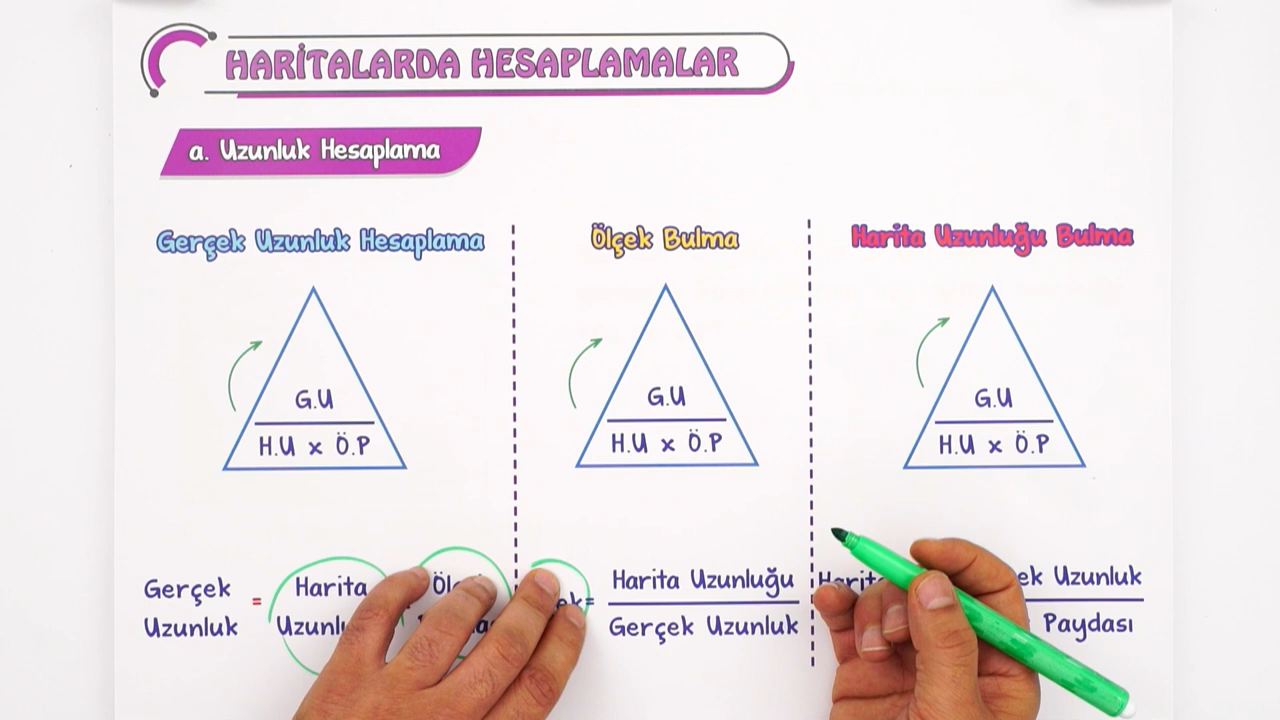 HARİTALARDA HESAPLAMALAR
a. Uzunluk Hesaplama
Gerçek Uzunluk Hesaplama
G.U
H.U x Ö.P
Gerçek
Uzunluk
=
Harita
Ölçek Bulma
G.U
H.U x Ö.P
=
Harita Uzunluğu
Gerçek Uzunluk
Harita Uzunluğu Bulma
G.U
H.U x Ö.P
Uzunluk
Paydası